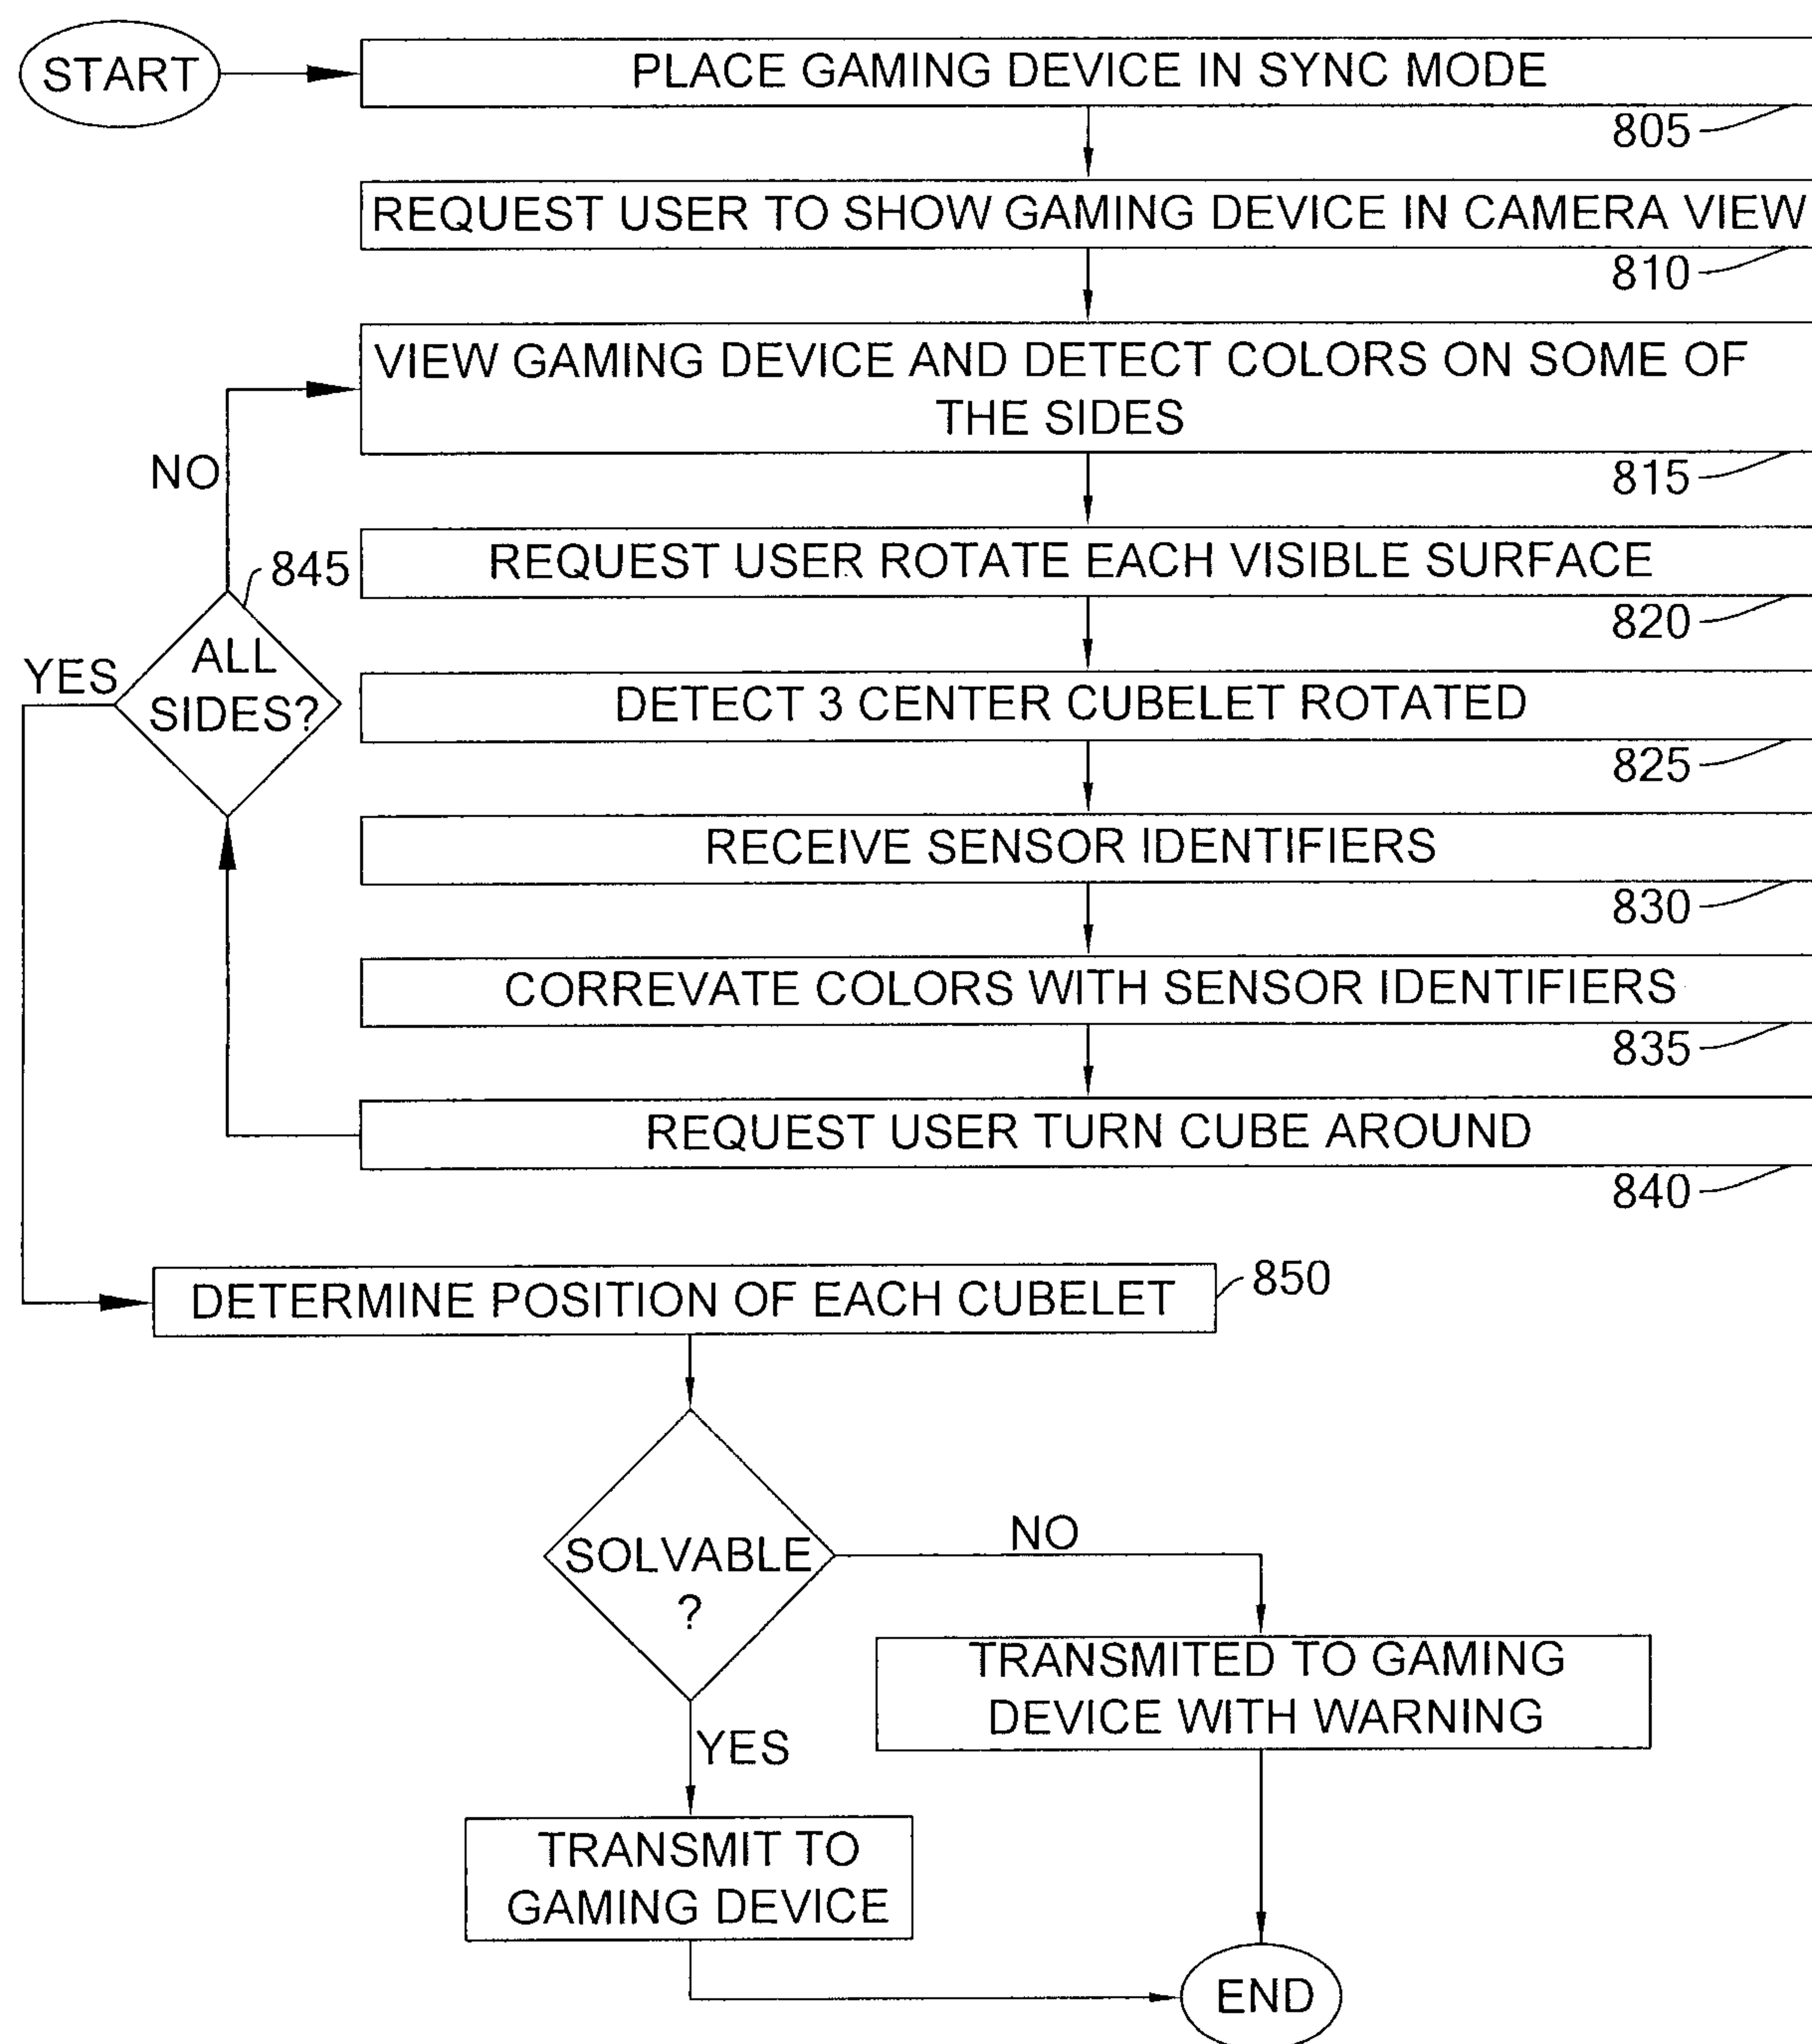 START
PLACE GAMING DEVICE IN SYNC MODE
805
REQUEST USER TO SHOW GAMING DEVICE IN CAMERA VIEW
810
VIEW GAMING DEVICE AND DETECT COLORS ON SOME OF
THE SIDES
815
NO
REQUEST USER ROTATE EACH VISIBLE SURFACE
820
845
ALL
SIDES?
YES
DETECT 3 CENTER CUBELET ROTATED
825
RECEIVE SENSOR IDENTIFIERS
830
CORREVATE COLORS WITH SENSOR IDENTIFIERS
835
REQUEST USER TURN CUBE AROUND
840
DETERMINE POSITION OF EACH CUBELET
850
SOLVABLE
?
NO
TRANSMITED TO GAMING
DEVICE WITH WARNING
YES
TRANSMIT TO
GAMING DEVICE
END